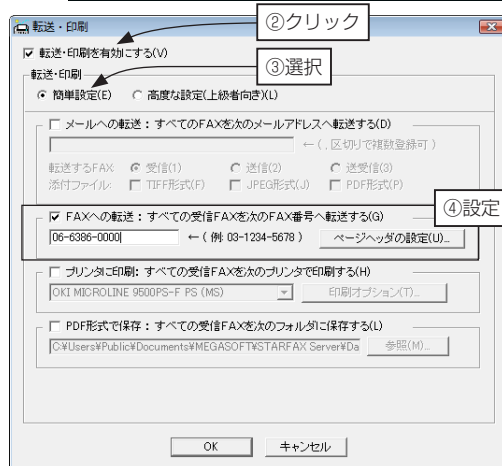 転送・印刷
②クリック
転送・印刷を有効にする(V)
③選択
転送・印刷
簡単設定(E) 高度な設定(上級者向き)(L)
メールへの転送：すべてのFAXを次のメールアドレスへ転送する(D)
←（ , 区切りで複数登録可 ）
転送するFAX: 受信(1) 送信(2) 送受信(3)
添付ファイル: TIFF形式(F) JPEG形式(J) PDF形式(P)
④設定
FAXへの転送：すべての受信FAXを次のFAX番号へ転送する(G)
06-6386-0000 ←（ 例: 03-1234-5678 ） ページヘッダの設定(U)...
プリンタに印刷: すべての受信FAXを次のプリンタで印刷する(H)
OKI MICROLINE 9500PS-F PS (MS) 印刷オプション(T)...
PDF形式で保存：すべての受信FAXを次のフォルダに保存する(L)
C:¥Users¥Public¥Documents¥MEGASOFT¥STARFAX Server¥Da 参照(M)...
OK キャンセル